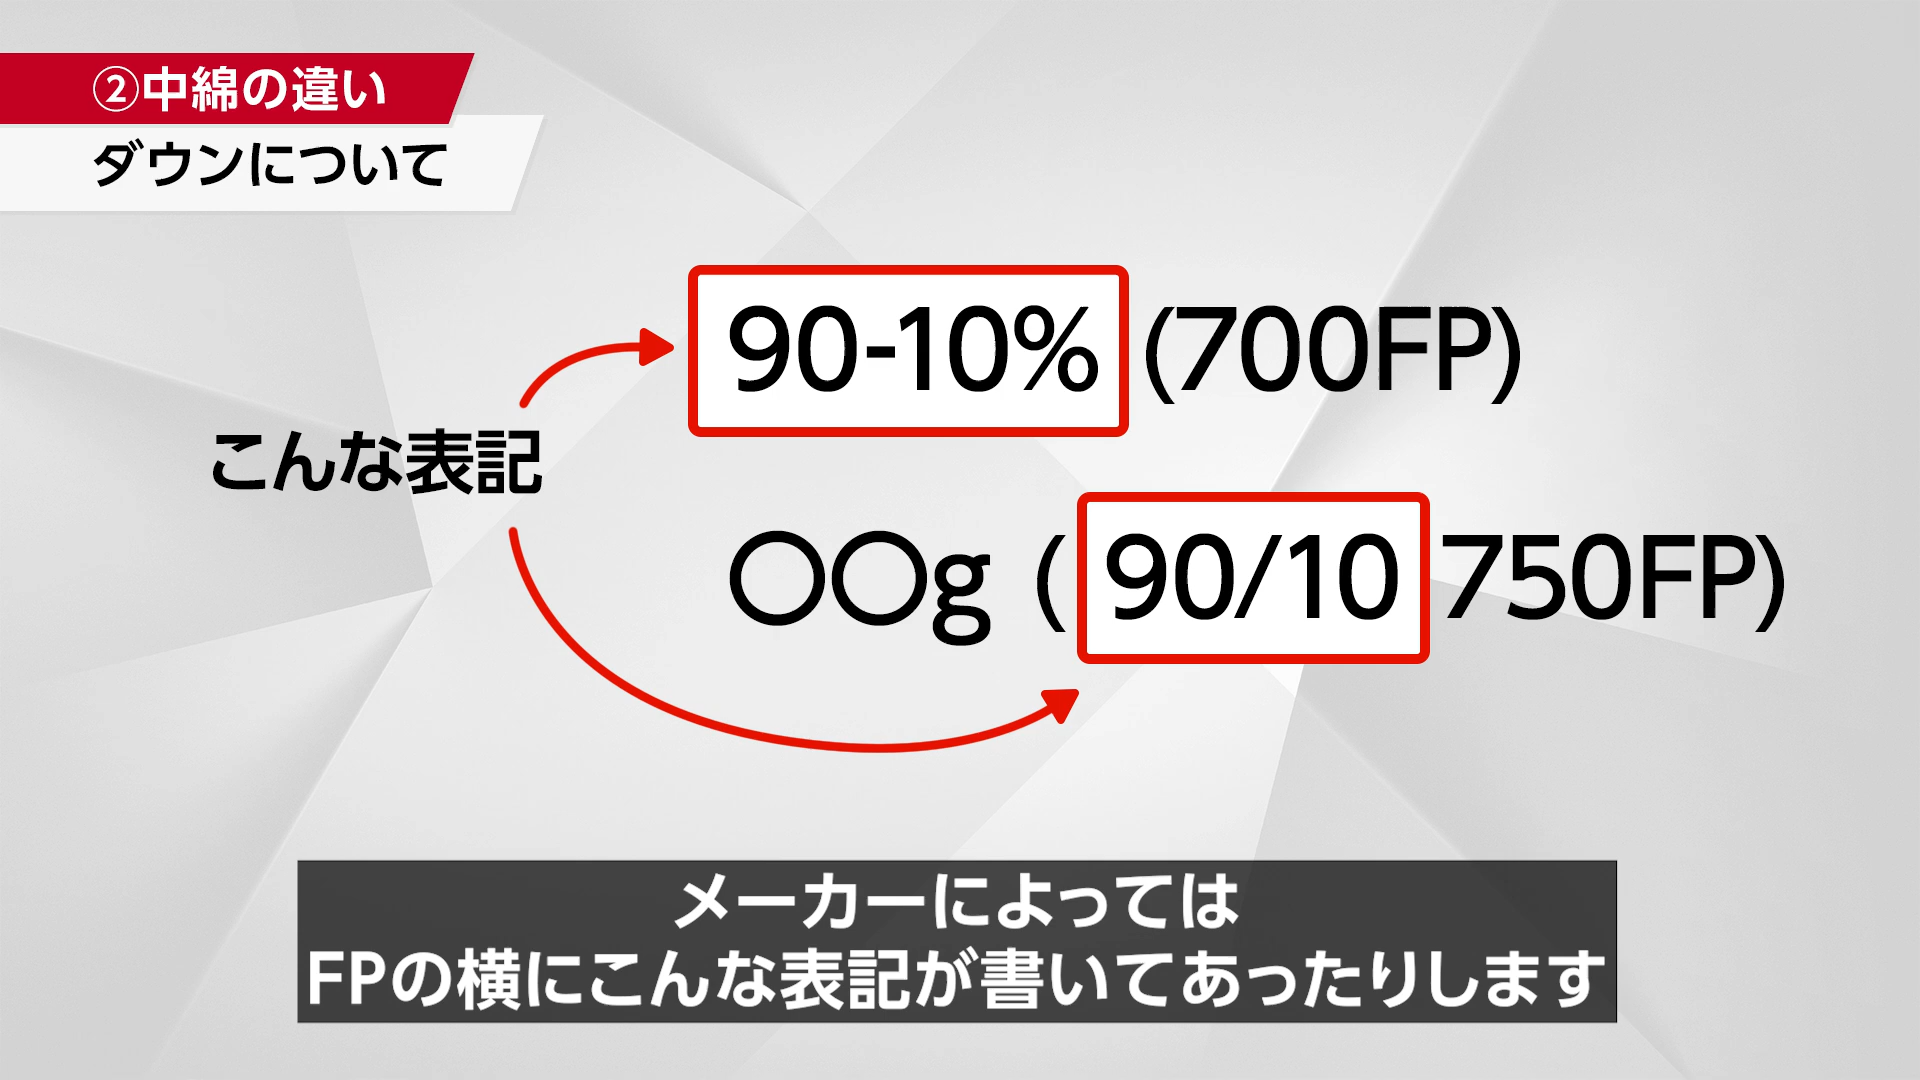 ②中綿の違い
ダウンについて
90-10% (700FP)
こんな表記
〇〇g (90/10 750FP)
メーカーによっては
FPの横にこんな表記が書いてあったりします